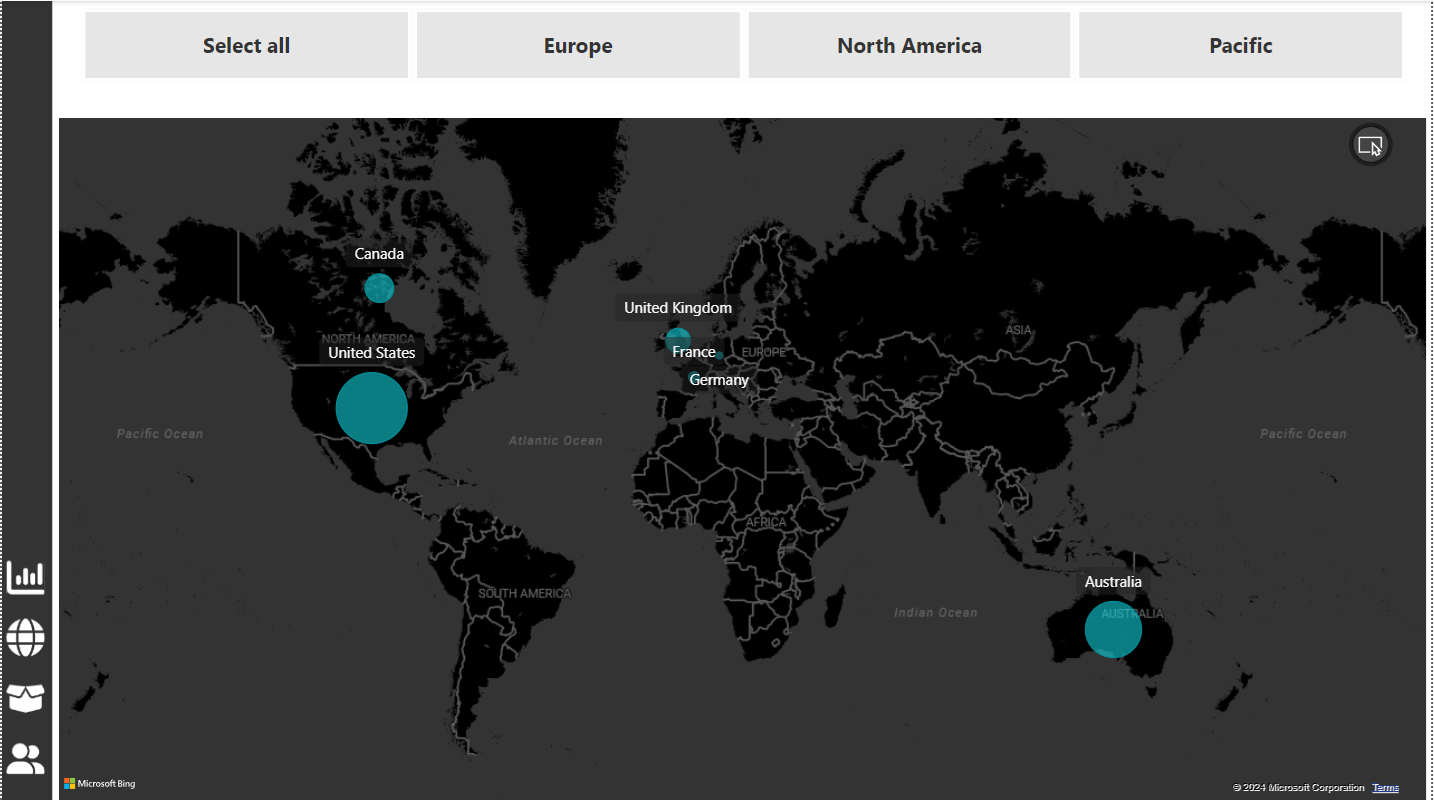 Select all
Europe
North America
Pacific
Canada
United Kingdom
NORTH AMERICA
United States
France
EUROPE
ASIA
Germany
Pacific Ocean
Atlantic Ocean
Pacific Ocean
AFRICA
Australia
SOUTH AMERICA
Indian Ocean
AUSTRALIA
Microsoft Bing
© 2024 Microsoft Corporation Terms